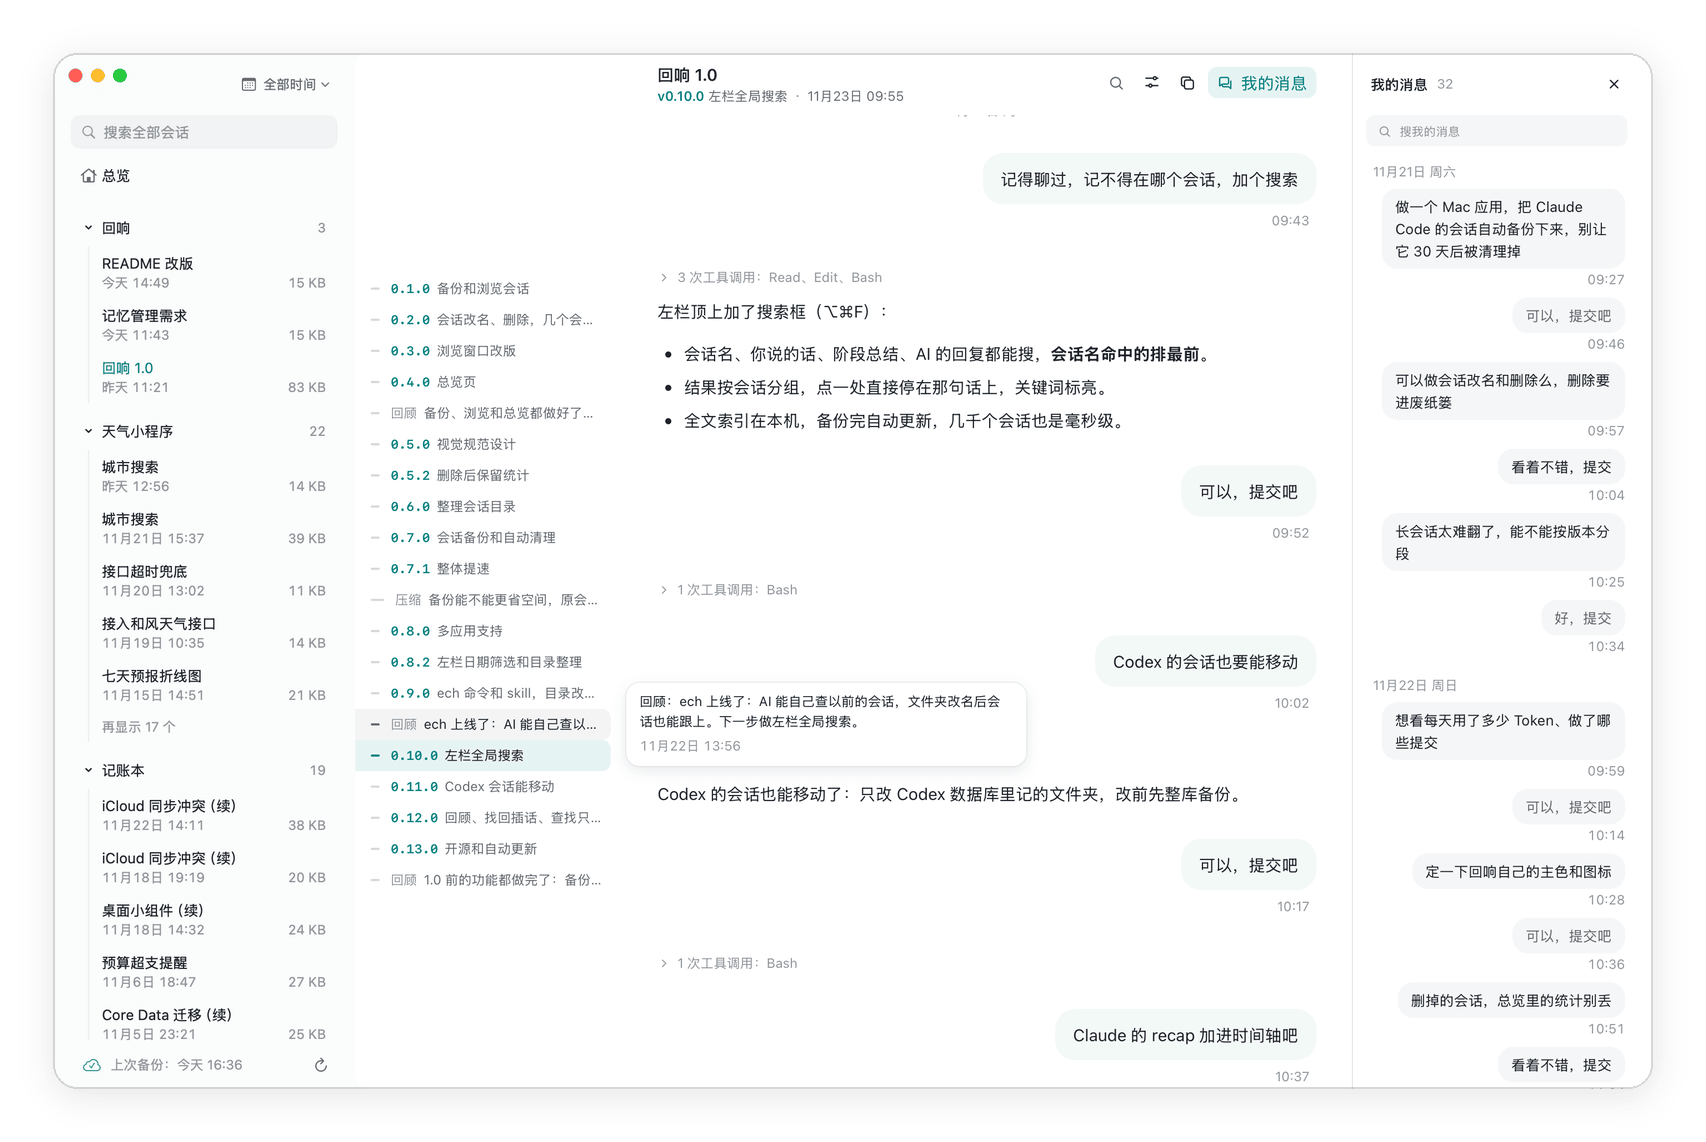 全部时间
搜索全部会话
总览
回响 3
README 改版
今天 14:49 15 KB
记忆管理需求
今天 11:43 15 KB
回响 1.0
昨天 11:21 83 KB
天气小程序 22
城市搜索
昨天 12:56 14 KB
城市搜索
11月21日 15:37 39 KB
接口超时兜底
11月20日 13:02 11 KB
接入和风天气接口
11月19日 10:35 14 KB
七天预报折线图
11月15日 14:51 21 KB
再显示 17 个
记账本 19
iCloud 同步冲突 (续)
11月22日 14:11 38 KB
iCloud 同步冲突 (续)
11月18日 19:19 20 KB
桌面小组件 (续)
11月18日 14:32 24 KB
预算超支提醒
11月6日 18:47 27 KB
Core Data 迁移 (续)
11月5日 23:21 25 KB
上次备份：今天 16:36
0.1.0 备份和浏览会话
0.2.0 会话改名、删除，几个会...
0.3.0 浏览窗口改版
0.4.0 总览页
回顾 备份、浏览和总览都做好了...
0.5.0 视觉规范设计
0.5.2 删除后保留统计
0.6.0 整理会话目录
0.7.0 会话备份和自动清理
0.7.1 整体提速
压缩 备份能不能更省空间，原会...
0.8.0 多应用支持
0.8.2 左栏日期筛选和目录整理
0.9.0 ech 命令和 skill，目录改...
回顾 ech 上线了：AI 能自己查以...
0.10.0 左栏全局搜索
0.11.0 Codex 会话能移动
0.12.0 回顾、找回插话、查找只...
0.13.0 开源和自动更新
回顾 1.0 前的功能都做完了：备份...
回响 1.0
v0.10.0 左栏全局搜索 · 11月23日 09:55
我的消息
记得聊过，记不得在哪个会话，加个搜索
09:43
3 次工具调用：Read、Edit、Bash
左栏顶上加了搜索框（⌥⌘F）：
• 会话名、你说的话、阶段总结、AI 的回复都能搜，会话名命中的排最前。
• 结果按会话分组，点一处直接停在那句话上，关键词标亮。
• 全文索引在本机，备份完自动更新，几千个会话也是毫秒级。
可以，提交吧
09:52
1 次工具调用：Bash
Codex 的会话也要能移动
10:02
回顾：ech 上线了：AI 能自己查以前的会话，文件夹改名后会
话也能跟上。下一步做左栏全局搜索。
11月22日 13:56
Codex 的会话也能移动了：只改 Codex 数据库里记的文件夹，改前先整库备份。
可以，提交吧
10:17
1 次工具调用：Bash
Claude 的 recap 加进时间轴吧
10:37
我的消息 32
搜我的消息
11月21日 周六
做一个 Mac 应用，把 Claude
Code 的会话自动备份下来，别让
它 30 天后被清理掉
09:27
可以，提交吧
09:46
可以做会话改名和删除么，删除要
进废纸篓
09:57
看着不错，提交
10:04
长会话太难翻了，能不能按版本分
段
10:25
好，提交
10:34
11月22日 周日
想看每天用了多少 Token、做了哪
些提交
09:59
可以，提交吧
10:14
定一下回响自己的主色和图标
10:28
可以，提交吧
10:36
删掉的会话，总览里的统计别丢
10:51
看着不错，提交